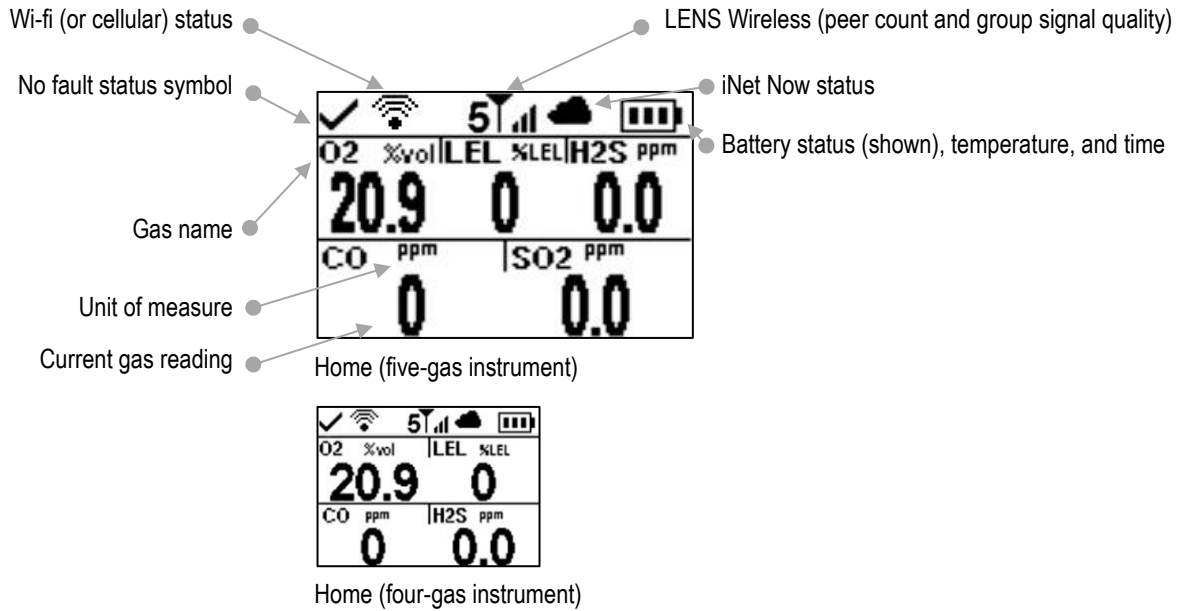 Wi-fi (or cellular) status
LENS Wireless (peer count and group signal quality)
No fault status symbol
iNet Now status
5
Battery status (shown), temperature, and time
O2 %vol LEL %LEL H2S ppm
20.9 0 0.0
Gas name
CO ppm SO2 ppm
Unit of measure
0 0.0
Current gas reading
Home (five-gas instrument)
5
O2 %vol LEL %LEL
20.9 0
CO ppm H2S ppm
0 0.0
Home (four-gas instrument)